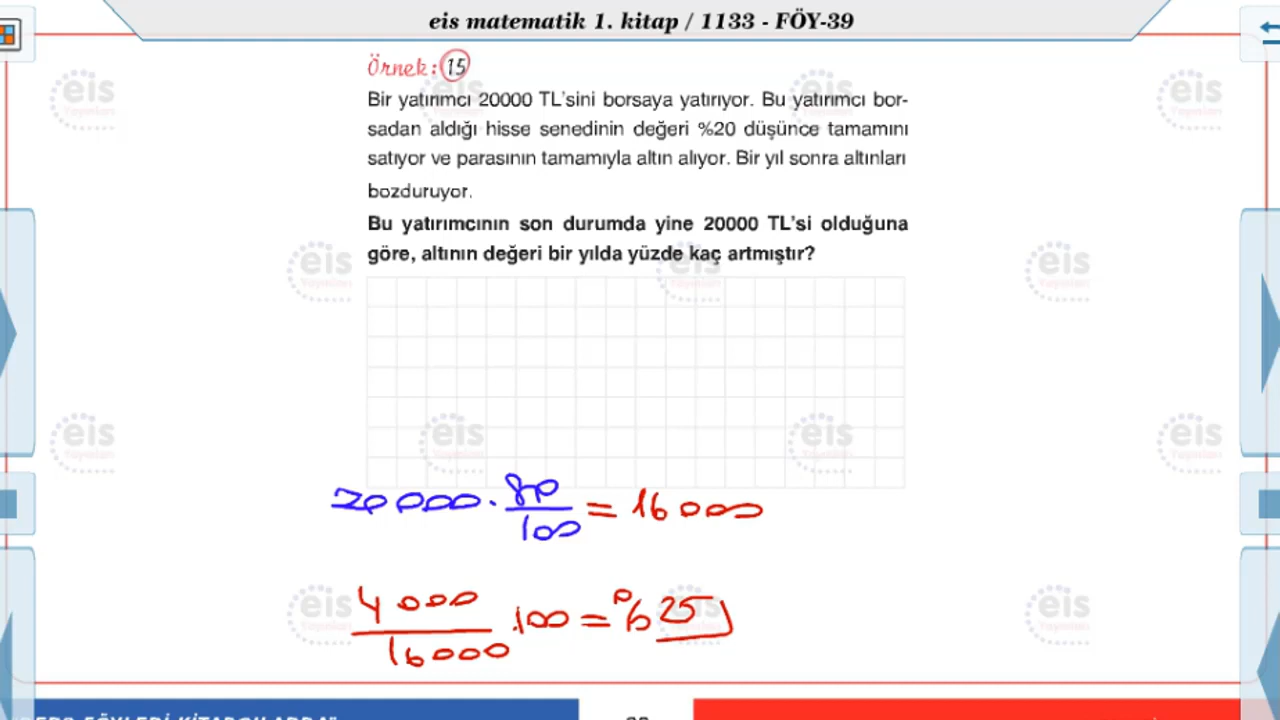 eis matematik 1. kitap / 1133 - FÖY-39
Örnek: 15
Bir yatırımcı 20000 TL'sini borsaya yatırıyor. Bu yatırımcı bor-
sadan aldığı hisse senedinin değeri %20 düşünce tamamını
satıyor ve parasının tamamıyla altın alıyor. Bir yıl sonra altınları
bozduruyor.
Bu yatırımcının son durumda yine 20000 TL'si olduğuna
göre, altının değeri bir yılda yüzde kaç artmıştır?
20000 · 80/100 = 16000
4000/16000 · 100 = %25